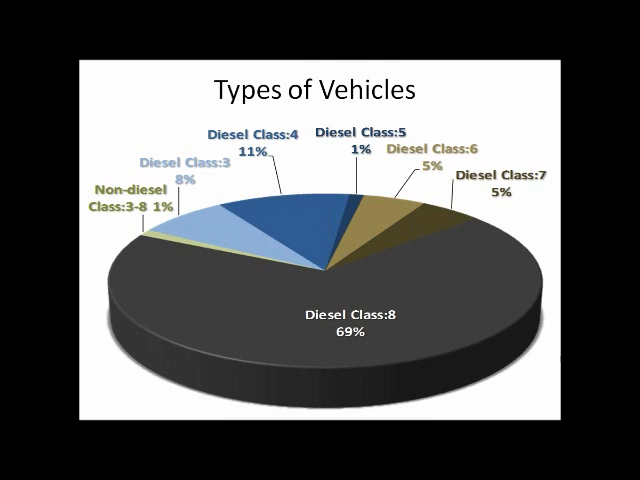 Types of Vehicles
Diesel Class:4
11%
Diesel Class:5
1%
Diesel Class:6
5%
Diesel Class:3
8%
Diesel Class:7
5%
Non-diesel
Class:3-8 1%
Diesel Class:8
69%